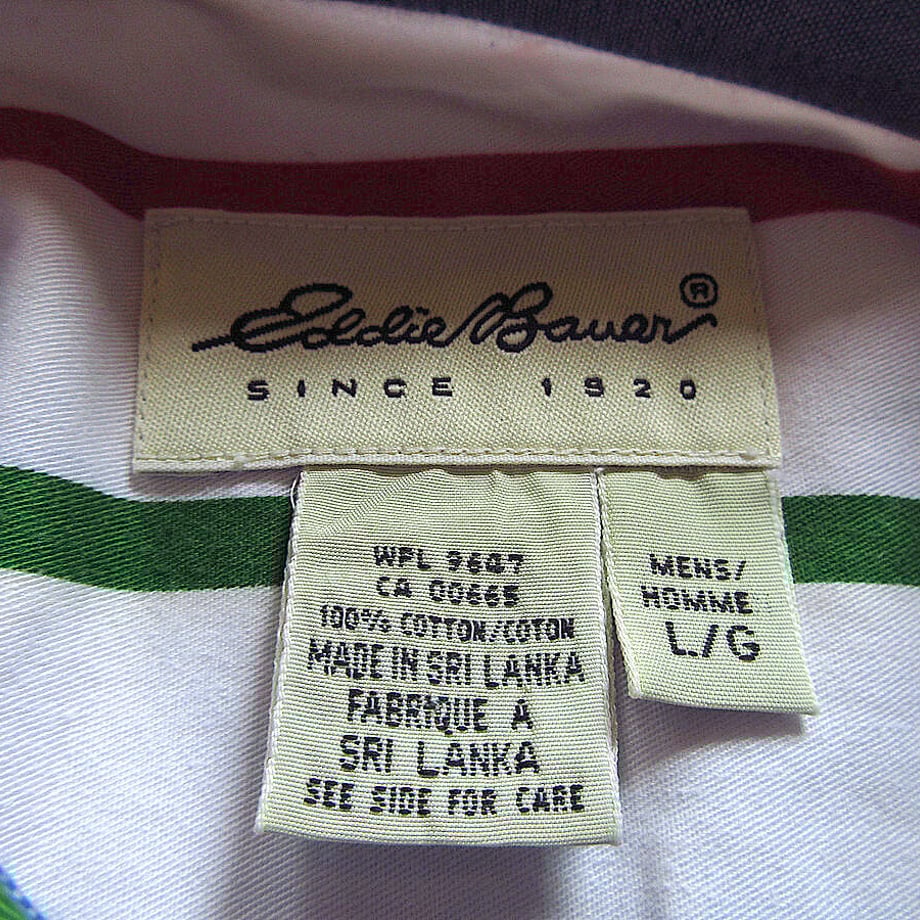 Eddie Bauer ®
SINCE 1920
WPL 9647
CA 00665
100% COTTON/COTON
MADE IN SRI LANKA
FABRIQUE A
SRI LANKA
SEE SIDE FOR CARE
MENS/
HOMME
L/G